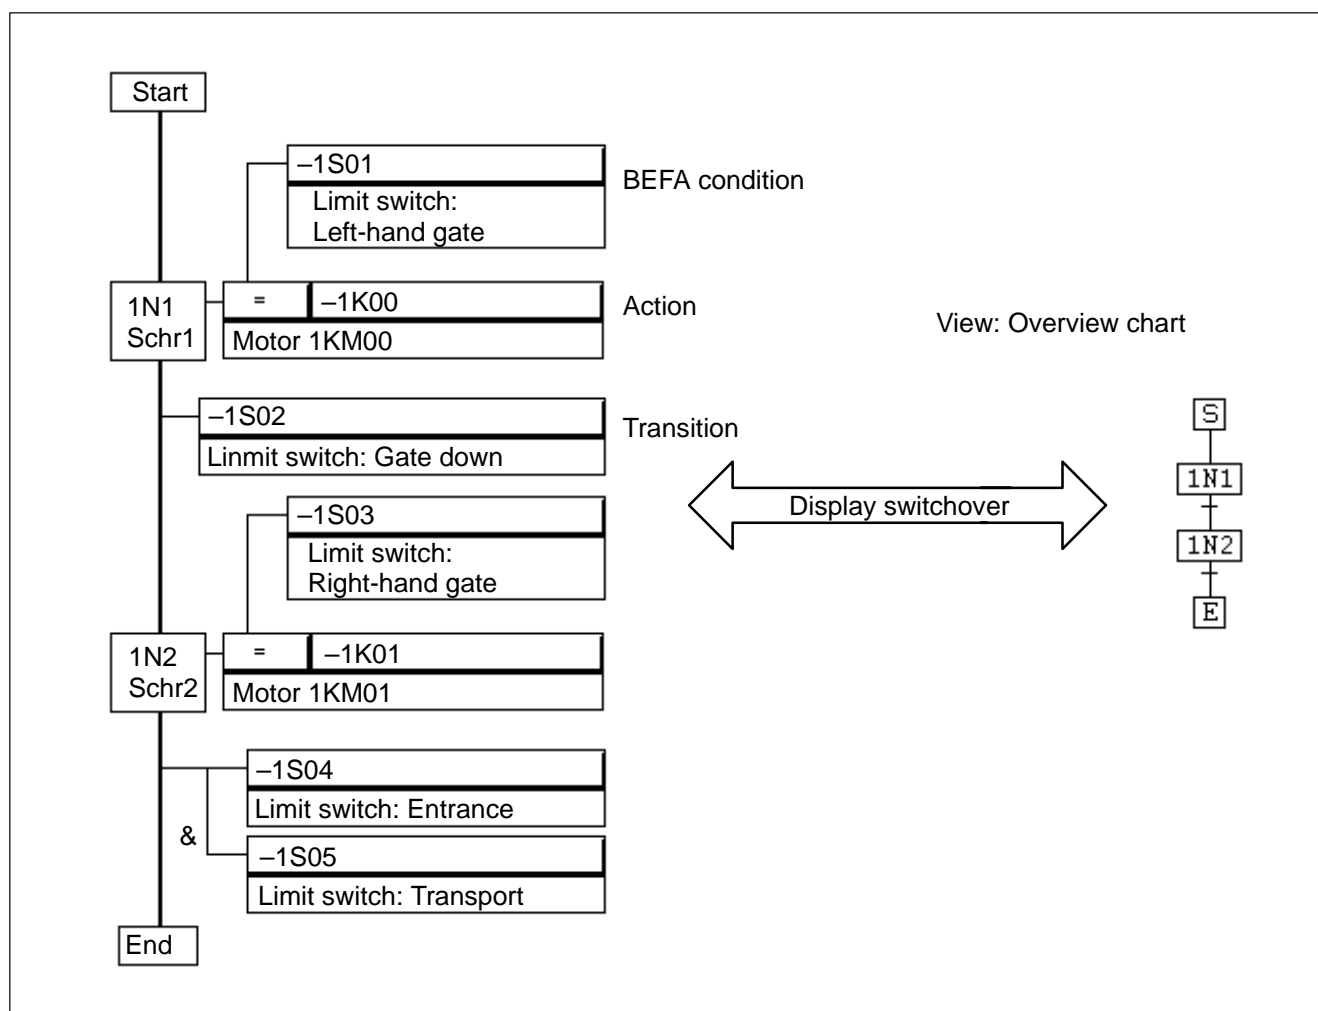 Start
–1S01
BEFA condition
Limit switch:
Left-hand gate
1N1
Schr1
=
–1K00
Action
Motor 1KM00
View: Overview chart
–1S02
Transition
Linmit switch: Gate down
S
1N1
1N2
E
Display switchover
–1S03
Limit switch:
Right-hand gate
1N2
Schr2
=
–1K01
Motor 1KM01
–1S04
Limit switch: Entrance
&
–1S05
Limit switch: Transport
End